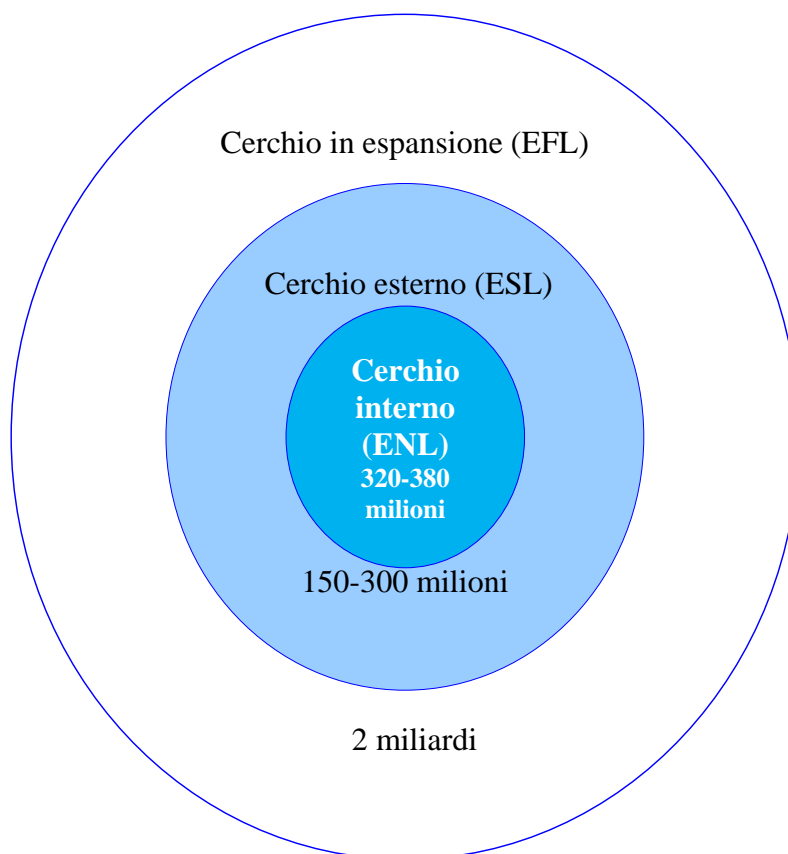 Cerchio in espansione (EFL)
Cerchio esterno (ESL)
Cerchio
interno
(ENL)
320-380
milioni
150-300 milioni
2 miliardi